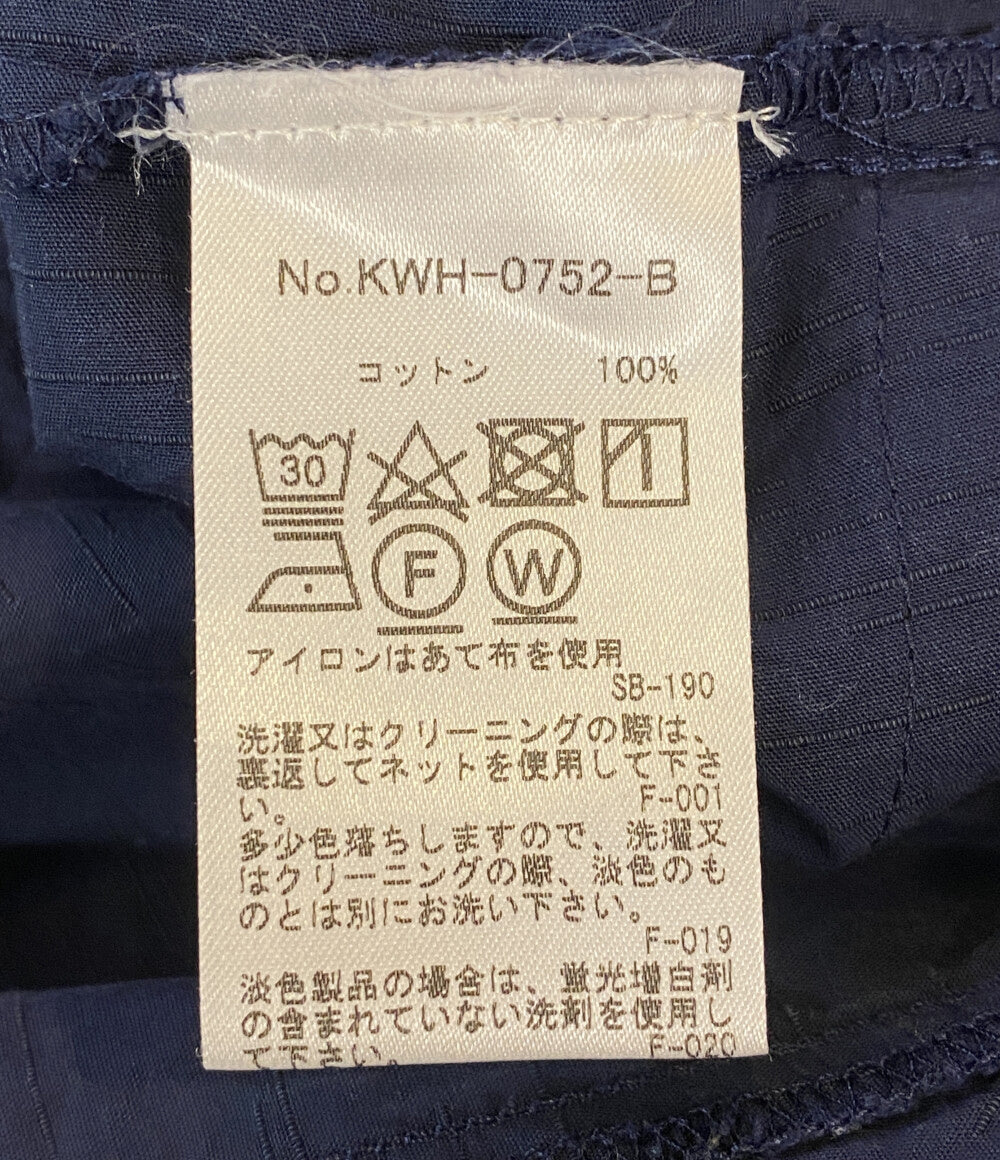 No.KWH-0752-B
コットン 100%
30
F W
アイロンはあて布を使用
SB-190
洗濯又はクリーニングの際は、
裏返してネットを使用して下さ
い。 F-001
多少色落ちしますので、洗濯又
はクリーニングの際、淡色のも
のとは別にお洗い下さい。
F-019
淡色製品の場合は、蛍光増白剤
の含まれていない洗剤を使用し
て下さい。 F-020